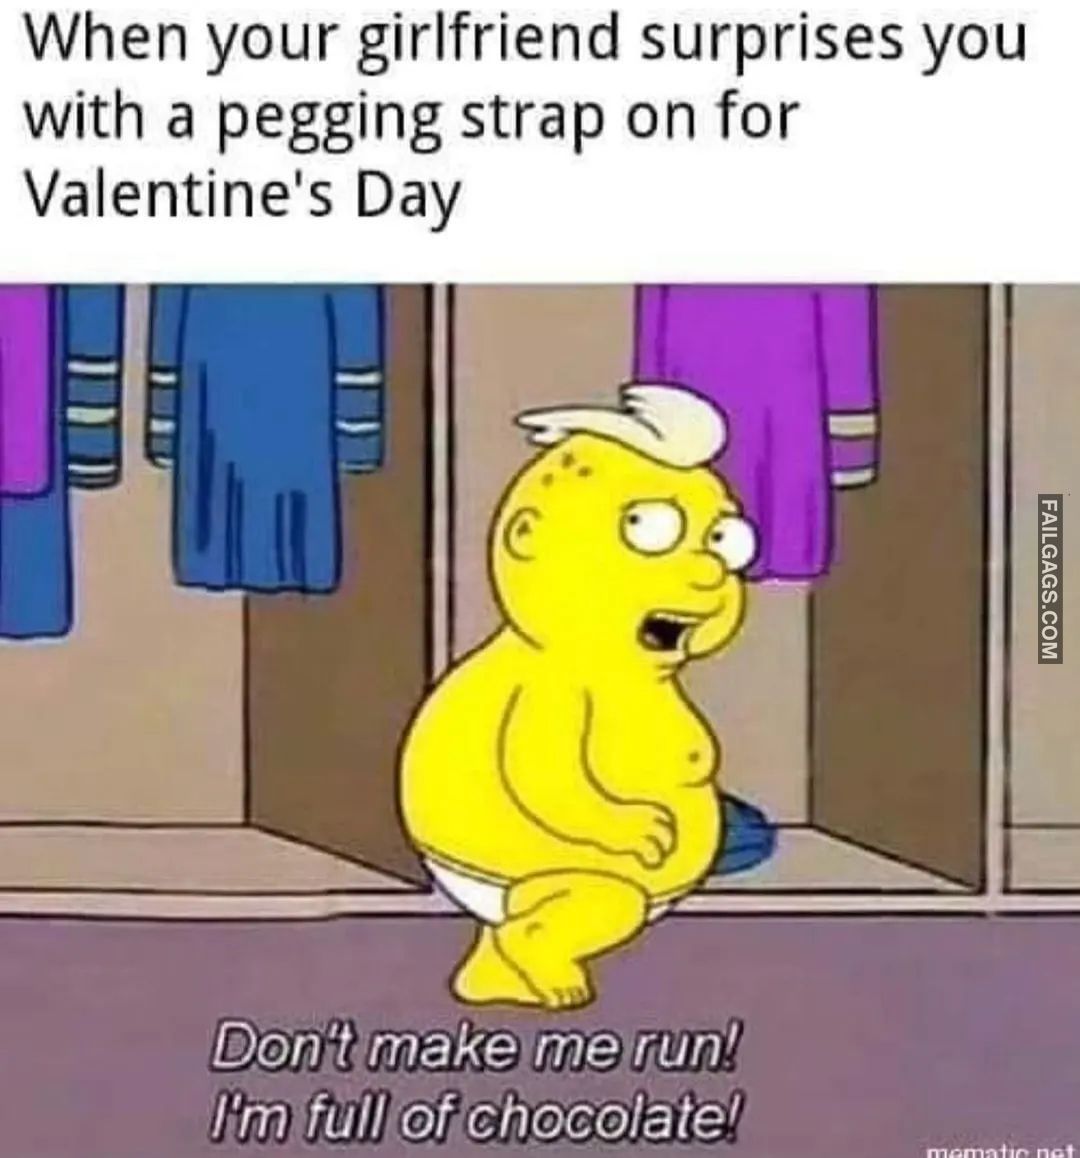 When your girlfriend surprises you
with a pegging strap on for
Valentine's Day
FAILGAGS.COM
Don't make me run!
I'm full of chocolate!
mematic.net